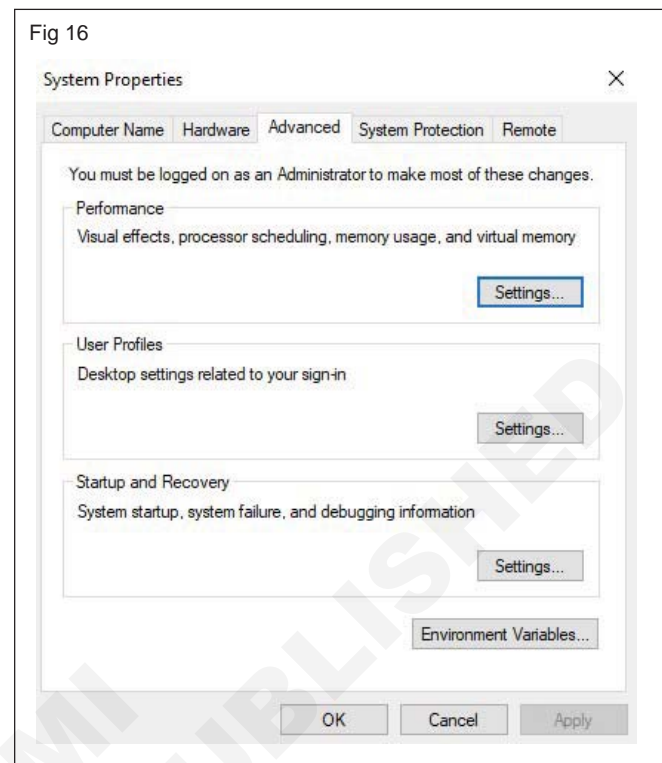 Fig 16
System Properties
Computer Name Hardware Advanced System Protection Remote
You must be logged on as an Administrator to make most of these changes.
Performance
Visual effects, processor scheduling, memory usage, and virtual memory
Settings...
User Profiles
Desktop settings related to your sign-in
Settings...
Startup and Recovery
System startup, system failure, and debugging information
Settings...
Environment Variables...
OK Cancel Apply